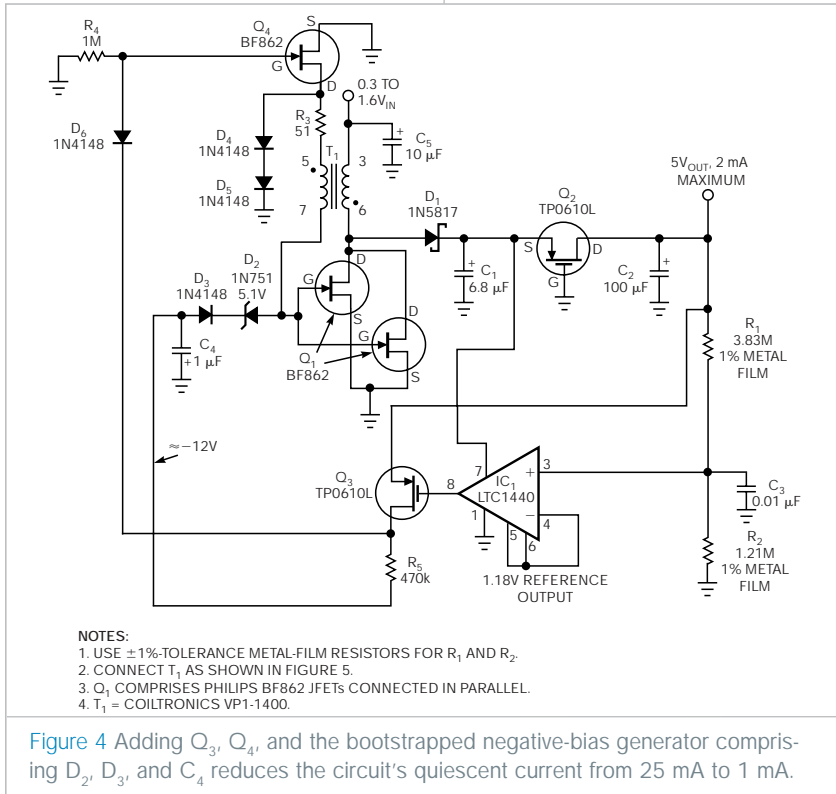 R4
1M
Q4
BF862
S
G
D
0.3 TO
1.6VIN
D6
1N4148
D4
1N4148
D5
1N4148
R3
51
T1
5
3
7
6
+
C5
10 µF
5VOUT, 2 mA
MAXIMUM
D1
1N5817
Q2
TP0610L
S
D
G
+
C1
6.8 µF
C2
100 µF
+
D3
1N4148
D2
1N751
5.1V
C4
+1 µF
G
D
S
G
D
S
Q1
BF862
R1
3.83M
1% METAL
FILM
≈−12V
Q3
TP0610L
8
7
IC1
LTC1440
+
−
3
4
1
5
6
C3
0.01 µF
R2
1.21M
1% METAL
FILM
R5
470k
1.18V REFERENCE
OUTPUT
NOTES:
1. USE ±1%-TOLERANCE METAL-FILM RESISTORS FOR R1 AND R2.
2. CONNECT T1 AS SHOWN IN FIGURE 5.
3. Q1 COMPRISES PHILIPS BF862 JFETs CONNECTED IN PARALLEL.
4. T1 = COILTRONICS VP1-1400.
Figure 4 Adding Q3, Q4, and the bootstrapped negative-bias generator compris-
ing D2, D3, and C4 reduces the circuit's quiescent current from 25 mA to 1 mA.